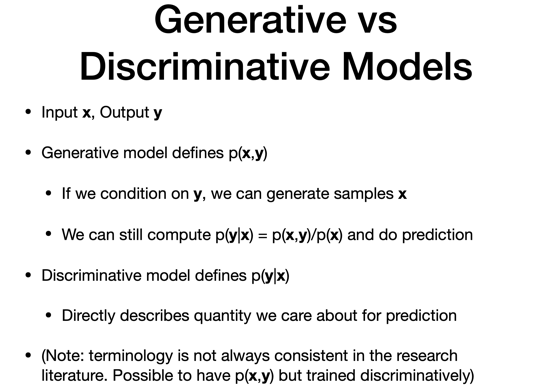 Generative vs
Discriminative Models
• Input x, Output y
• Generative model defines p(x,y)
• If we condition on y, we can generate samples x
• We can still compute p(y|x) = p(x,y)/p(x) and do prediction
• Discriminative model defines p(y|x)
• Directly describes quantity we care about for prediction
• (Note: terminology is not always consistent in the research
literature. Possible to have p(x,y) but trained discriminatively)